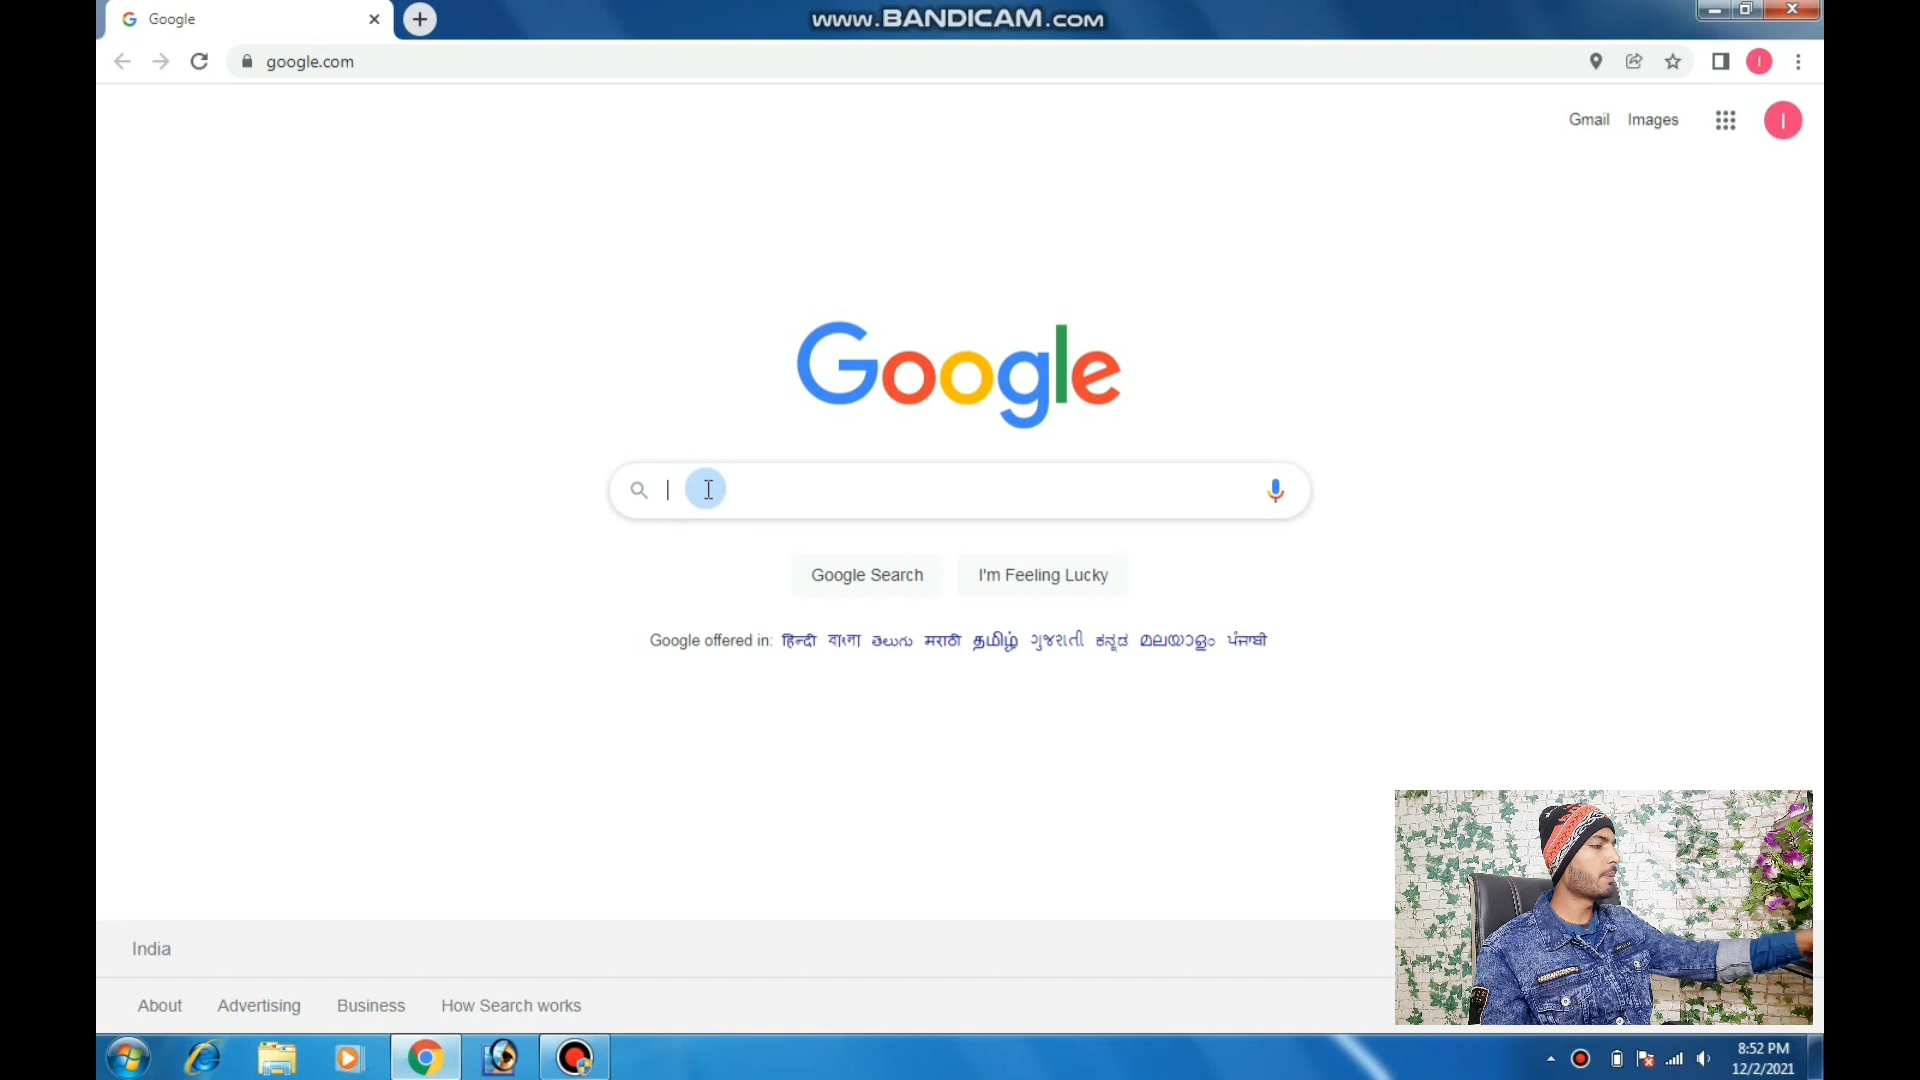 Google
www.BANDICAM.com
google.com
Gmail Images
I
Google
Google Search I'm Feeling Lucky
Google offered in: हिन्दी বাংলা తెలుగు मराठी தமிழ் ગુજરાતી ಕನ್ನಡ മലയാളം ਪੰਜਾਬੀ
India
About Advertising Business How Search works
8:52 PM
12/2/2021